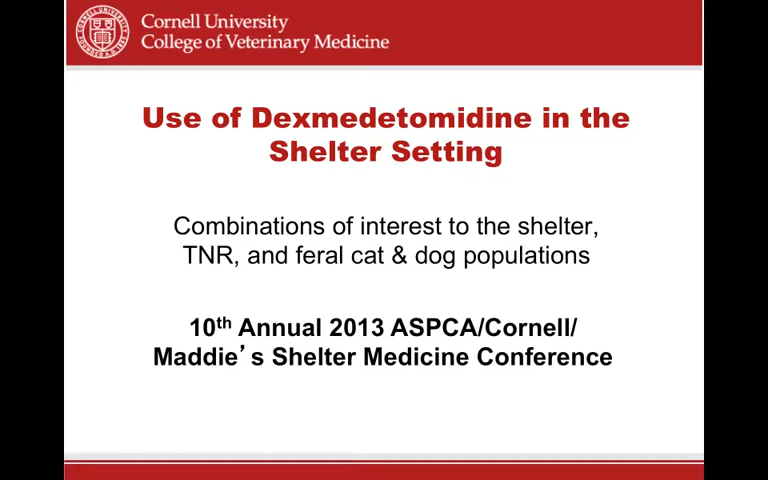 Cornell University
College of Veterinary Medicine
Use of Dexmedetomidine in the
Shelter Setting
Combinations of interest to the shelter,
TNR, and feral cat & dog populations
10th Annual 2013 ASPCA/Cornell/
Maddie’s Shelter Medicine Conference